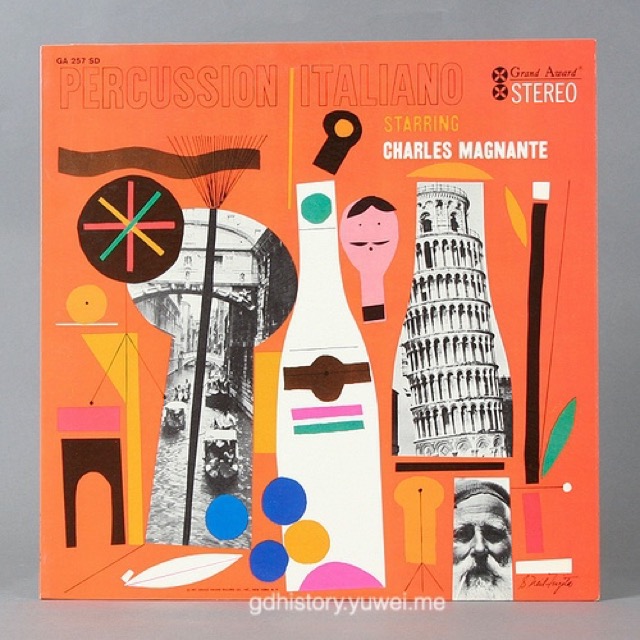 GA 257 SD
PERCUSSION ITALIANO
Grand Award
STEREO
STARRING
CHARLES MAGNANTE
gdhistory.yuwei.me